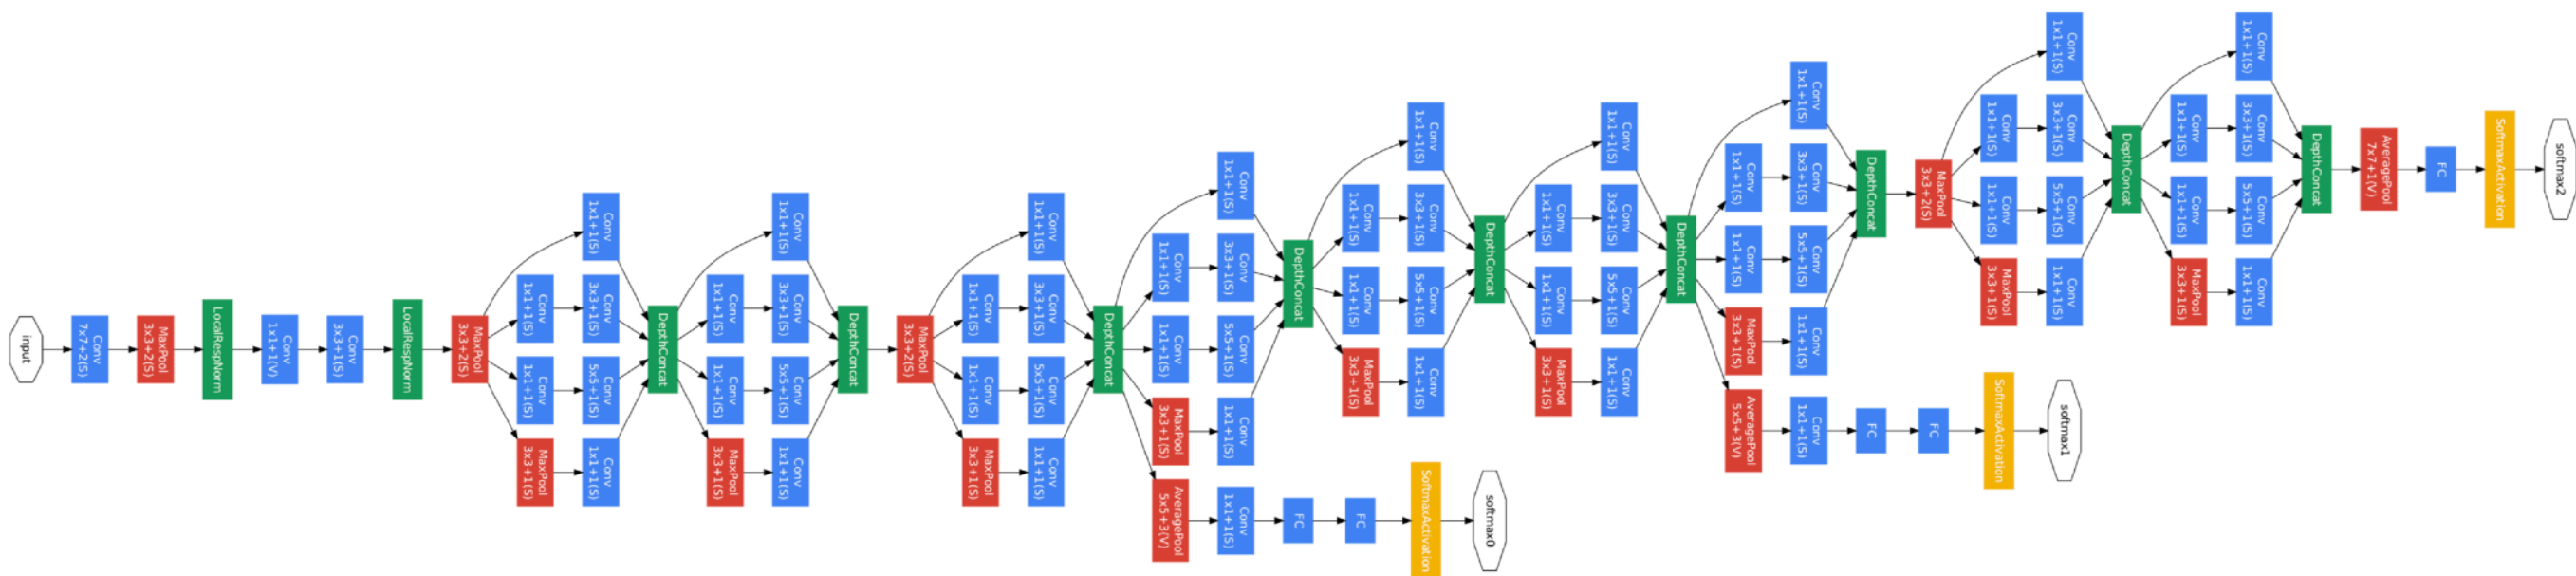 input
Conv
7x7+2(S)
MaxPool
3x3+2(S)
LocalRespNorm
Conv
1x1+1(V)
Conv
3x3+1(S)
LocalRespNorm
MaxPool
3x3+2(S)
Conv
1x1+1(S)
Conv
1x1+1(S)
MaxPool
3x3+1(S)
Conv
1x1+1(S)
Conv
3x3+1(S)
Conv
5x5+1(S)
Conv
1x1+1(S)
DepthConcat
Conv
1x1+1(S)
Conv
1x1+1(S)
MaxPool
3x3+1(S)
Conv
1x1+1(S)
Conv
3x3+1(S)
Conv
5x5+1(S)
Conv
1x1+1(S)
DepthConcat
MaxPool
3x3+2(S)
Conv
1x1+1(S)
Conv
1x1+1(S)
MaxPool
3x3+1(S)
Conv
1x1+1(S)
Conv
3x3+1(S)
Conv
5x5+1(S)
Conv
1x1+1(S)
DepthConcat
Conv
1x1+1(S)
Conv
1x1+1(S)
MaxPool
3x3+1(S)
AveragePool
5x5+3(V)
Conv
1x1+1(S)
Conv
3x3+1(S)
Conv
5x5+1(S)
Conv
1x1+1(S)
Conv
1x1+1(S)
DepthConcat
FC
FC
SoftmaxActivation
softmax0
Conv
1x1+1(S)
Conv
1x1+1(S)
MaxPool
3x3+1(S)
Conv
1x1+1(S)
Conv
3x3+1(S)
Conv
5x5+1(S)
Conv
1x1+1(S)
DepthConcat
Conv
1x1+1(S)
Conv
1x1+1(S)
MaxPool
3x3+1(S)
Conv
1x1+1(S)
Conv
3x3+1(S)
Conv
5x5+1(S)
Conv
1x1+1(S)
DepthConcat
Conv
1x1+1(S)
Conv
1x1+1(S)
MaxPool
3x3+1(S)
AveragePool
5x5+3(V)
Conv
1x1+1(S)
Conv
3x3+1(S)
Conv
5x5+1(S)
Conv
1x1+1(S)
Conv
1x1+1(S)
DepthConcat
FC
FC
SoftmaxActivation
softmax1
MaxPool
3x3+2(S)
Conv
1x1+1(S)
Conv
1x1+1(S)
MaxPool
3x3+1(S)
Conv
1x1+1(S)
Conv
3x3+1(S)
Conv
5x5+1(S)
Conv
1x1+1(S)
DepthConcat
Conv
1x1+1(S)
Conv
1x1+1(S)
MaxPool
3x3+1(S)
Conv
1x1+1(S)
Conv
3x3+1(S)
Conv
5x5+1(S)
Conv
1x1+1(S)
DepthConcat
AveragePool
7x7+1(V)
FC
SoftmaxActivation
softmax2